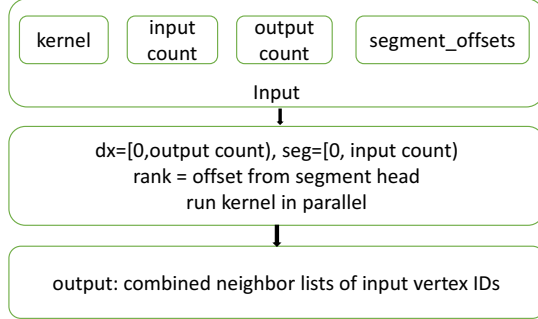 kernel
input count
output count
segment_offsets
Input
dx=[0,output count), seg=[0, input count)
rank = offset from segment head
run kernel in parallel
output: combined neighbor lists of input vertex IDs